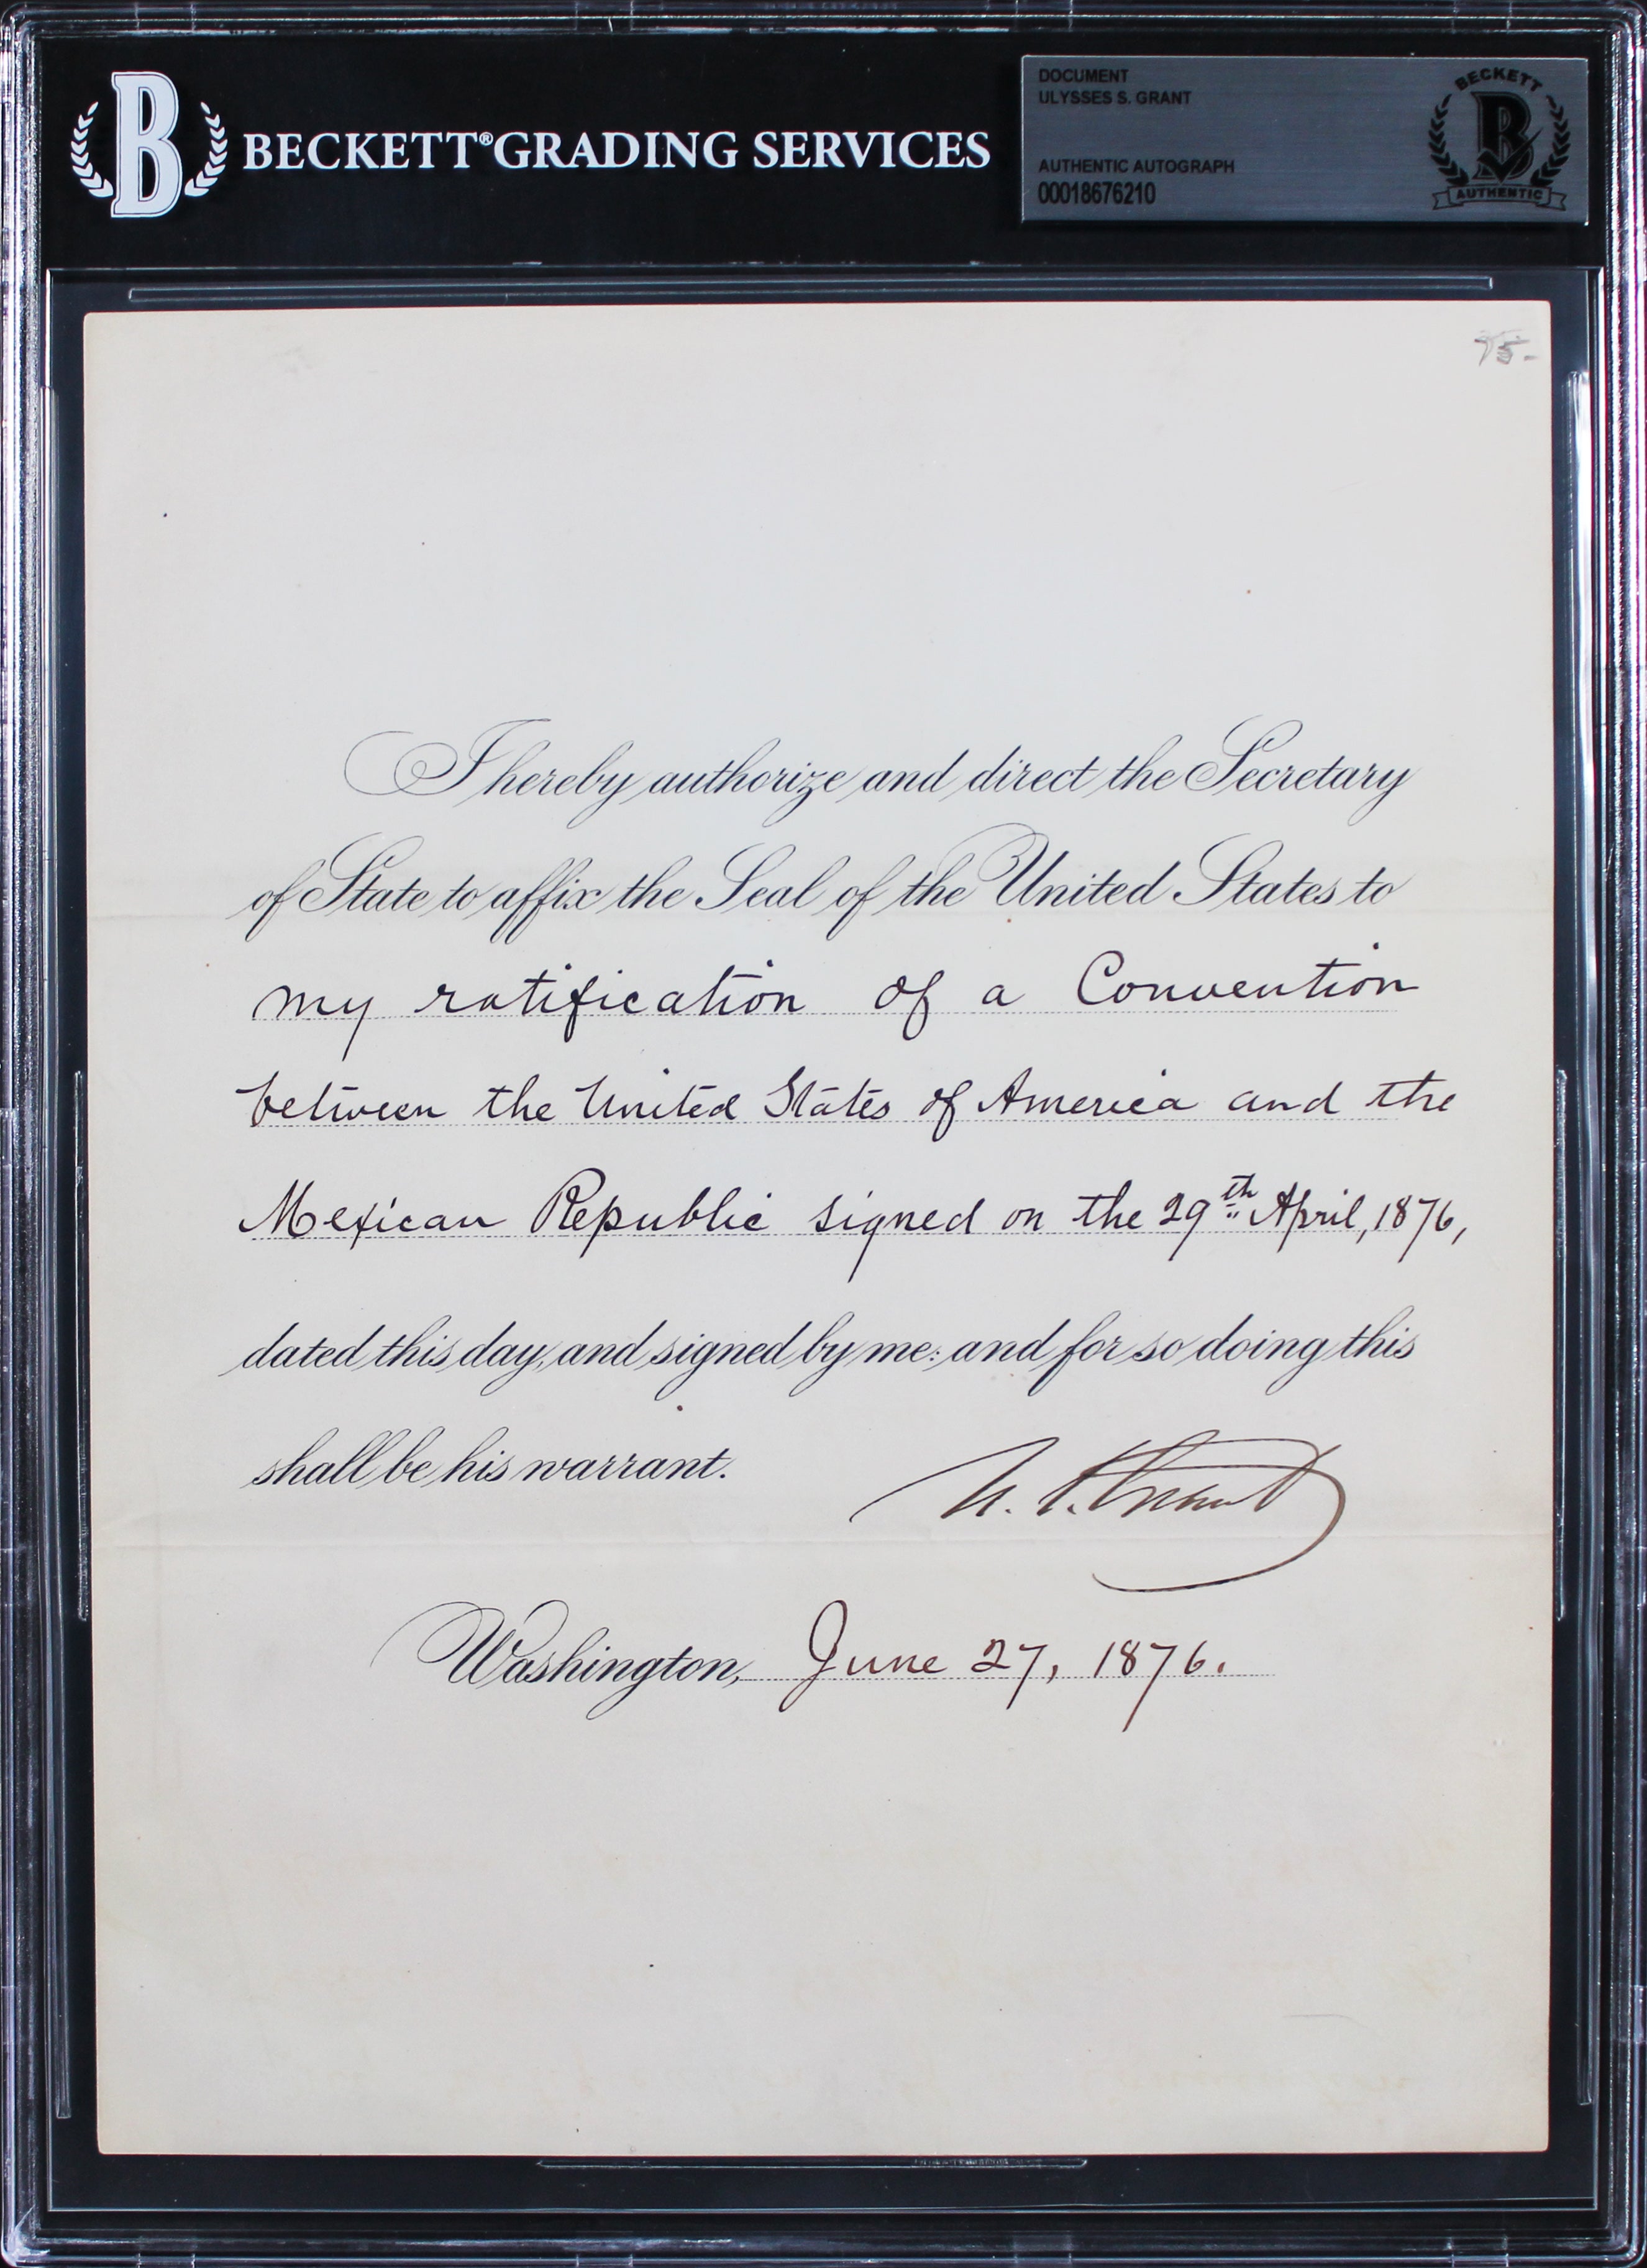 B BECKETT® GRADING SERVICES
DOCUMENT
ULYSSES S. GRANT
AUTHENTIC AUTOGRAPH
00018676210
BECKETT
B
AUTHENTIC
I hereby authorize and direct the Secretary
of State to affix the Seal of the United States to
my ratification of a Convention
between the United States of America and the
Mexican Republic signed on the 29th April, 1876,
dated this day, and signed by me: and for so doing this
shall be his warrant.
U. S. Grant
Washington, June 27, 1876.